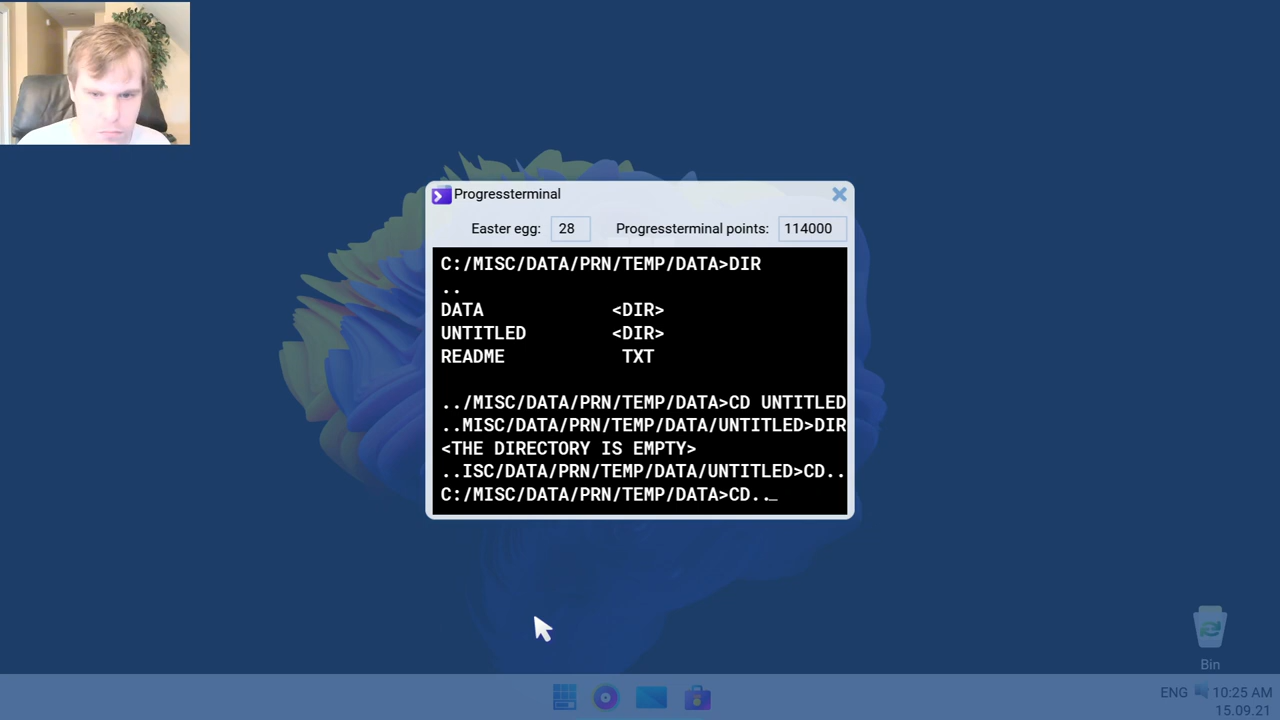 Progressterminal
Easter egg: 28 Progressterminal points: 114000
C:/MISC/DATA/PRN/TEMP/DATA>DIR
..
DATA <DIR>
UNTITLED <DIR>
README TXT
../MISC/DATA/PRN/TEMP/DATA>CD UNTITLED
..MISC/DATA/PRN/TEMP/DATA/UNTITLED>DIR
<THE DIRECTORY IS EMPTY>
..ISC/DATA/PRN/TEMP/DATA/UNTITLED>CD..
C:/MISC/DATA/PRN/TEMP/DATA>CD.._
Bin
ENG 10:25 AM
15.09.21